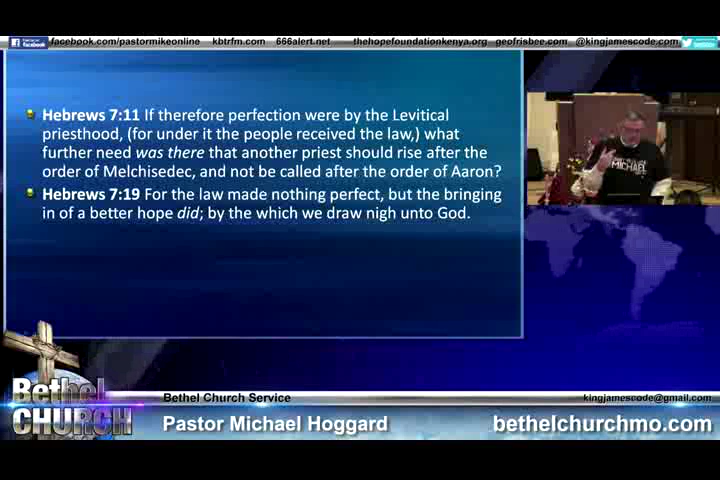 facebook.com/pastormikeonline kbtrfm.com 666alert.net thehopefoundationkenya.org geofrisbee.com @kingjamescode.com
Hebrews 7:11 If therefore perfection were by the Levitical
priesthood, (for under it the people received the law,) what
further need was there that another priest should rise after the
order of Melchisedec, and not be called after the order of Aaron?
Hebrews 7:19 For the law made nothing perfect, but the bringing
in of a better hope did; by the which we draw nigh unto God.
MICHAEL
Bethel
CHURCH
Bethel Church Service
kingjamescode@gmail.com
Pastor Michael Hoggard
bethelchurchmo.com